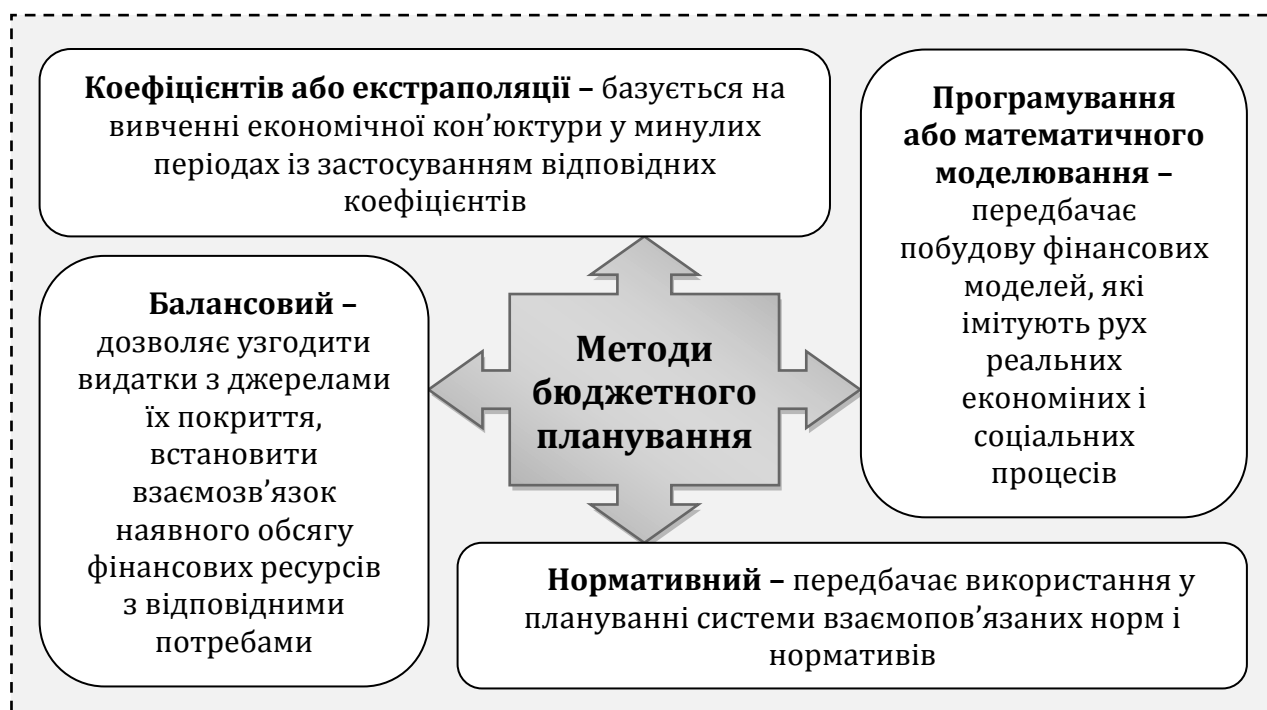 Коефіцієнтів або екстраполяції – базується на
вивченні економічної кон’юктури у минулих
періодах із застосуванням відповідних
коефіцієнтів
Програмування
або математичного
моделювання –
передбачає
побудову фінансових
моделей, які
імітують рух
реальних
економіних і
соціальних
процесів
Балансовий –
дозволяє узгодити
видатки з джерелами
їх покриття,
встановити
взаємозв’язок
наявного обсягу
фінансових ресурсів
з відповідними
потребами
Методи
бюджетного
планування
Нормативний – передбачає використання у
плануванні системи взаємопов’язаних норм і
нормативів